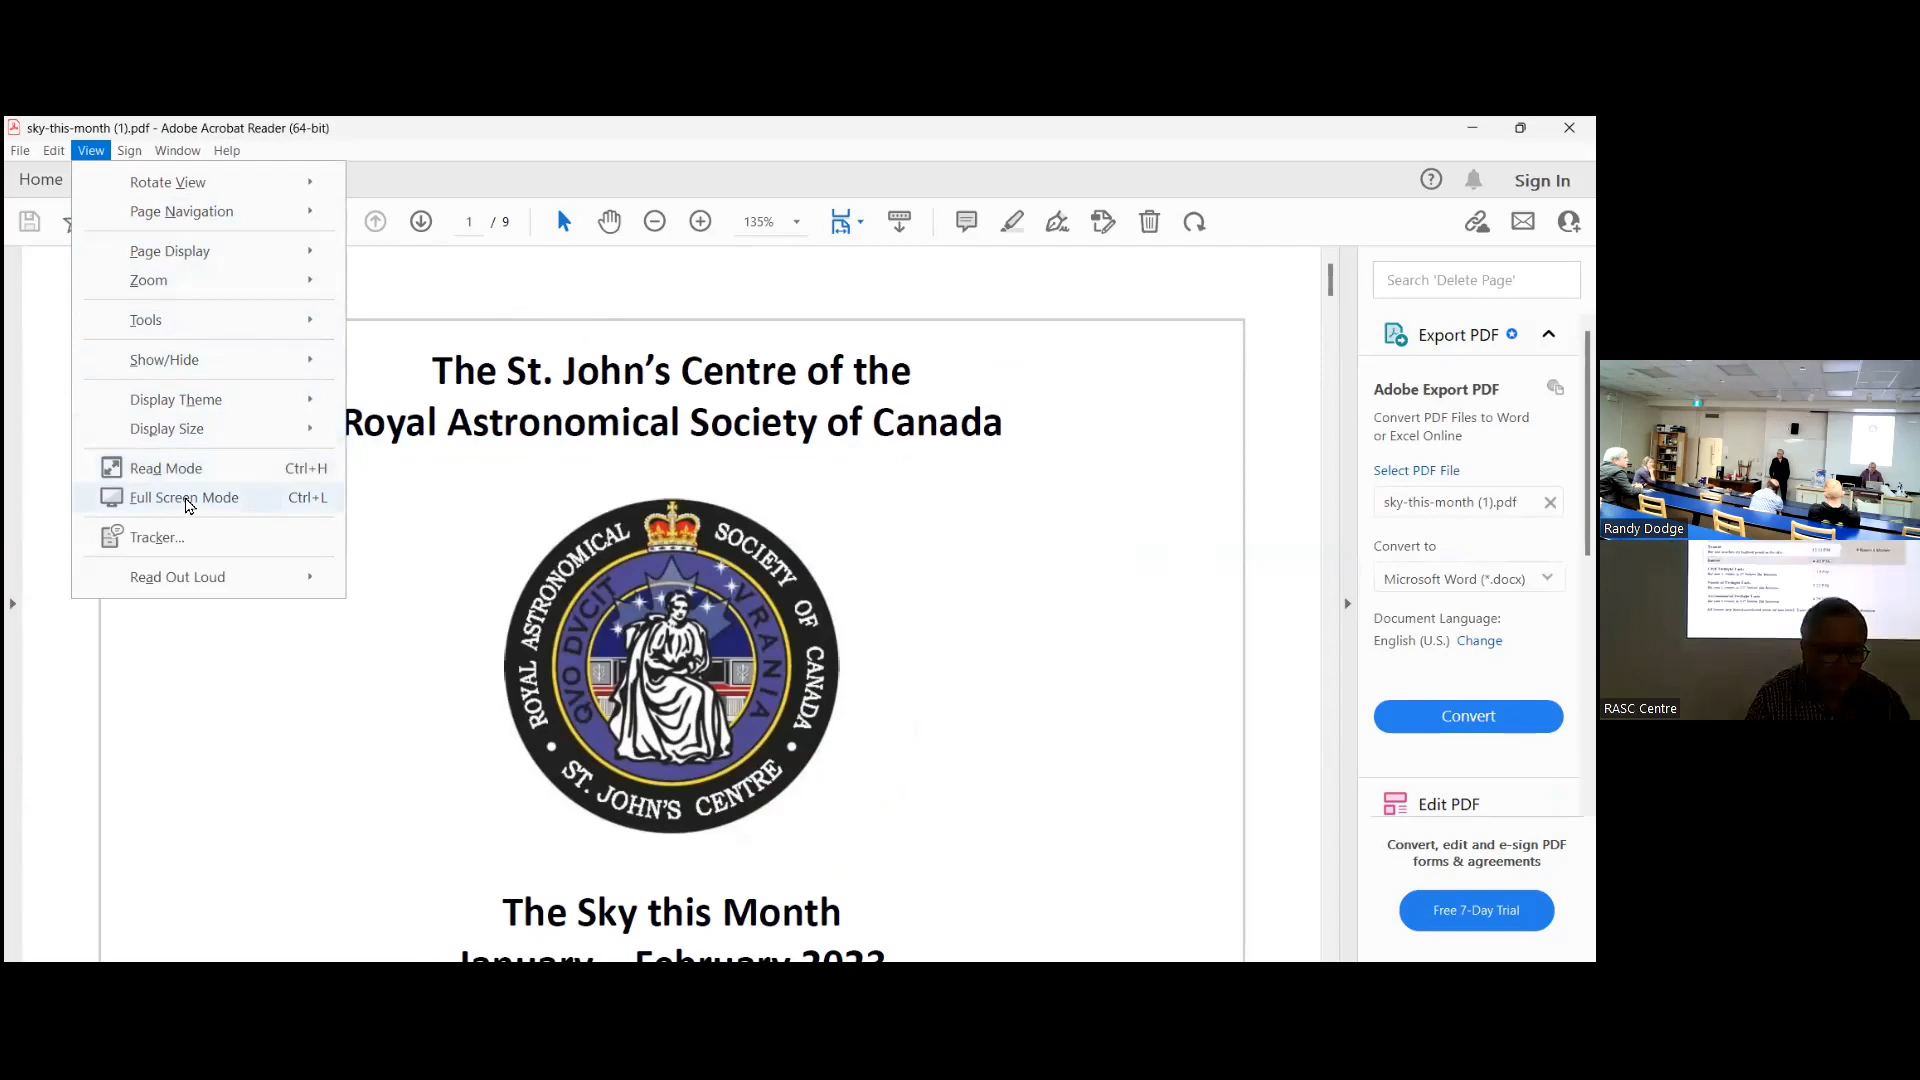 sky-this-month (1).pdf - Adobe Acrobat Reader (64-bit)
File Edit View Sign Window Help
Home
Sign In
1 / 9
135%
Rotate View
Page Navigation
Page Display
Zoom
Tools
Show/Hide
Display Theme
Display Size
Read Mode Ctrl+H
Full Screen Mode Ctrl+L
Tracker...
Read Out Loud
The St. John’s Centre of the
Royal Astronomical Society of Canada
ROYAL ASTRONOMICAL SOCIETY OF CANADA
QVO DVCIT VRANIA
• ST. JOHN'S CENTRE •
The Sky this Month
January – February 2023
Search 'Delete Page'
Export PDF
Adobe Export PDF
Convert PDF Files to Word
or Excel Online
Select PDF File
sky-this-month (1).pdf
Convert to
Microsoft Word (*.docx)
Document Language:
English (U.S.) Change
Convert
Edit PDF
Convert, edit and e-sign PDF
forms & agreements
Free 7-Day Trial
Randy Dodge
RASC Centre